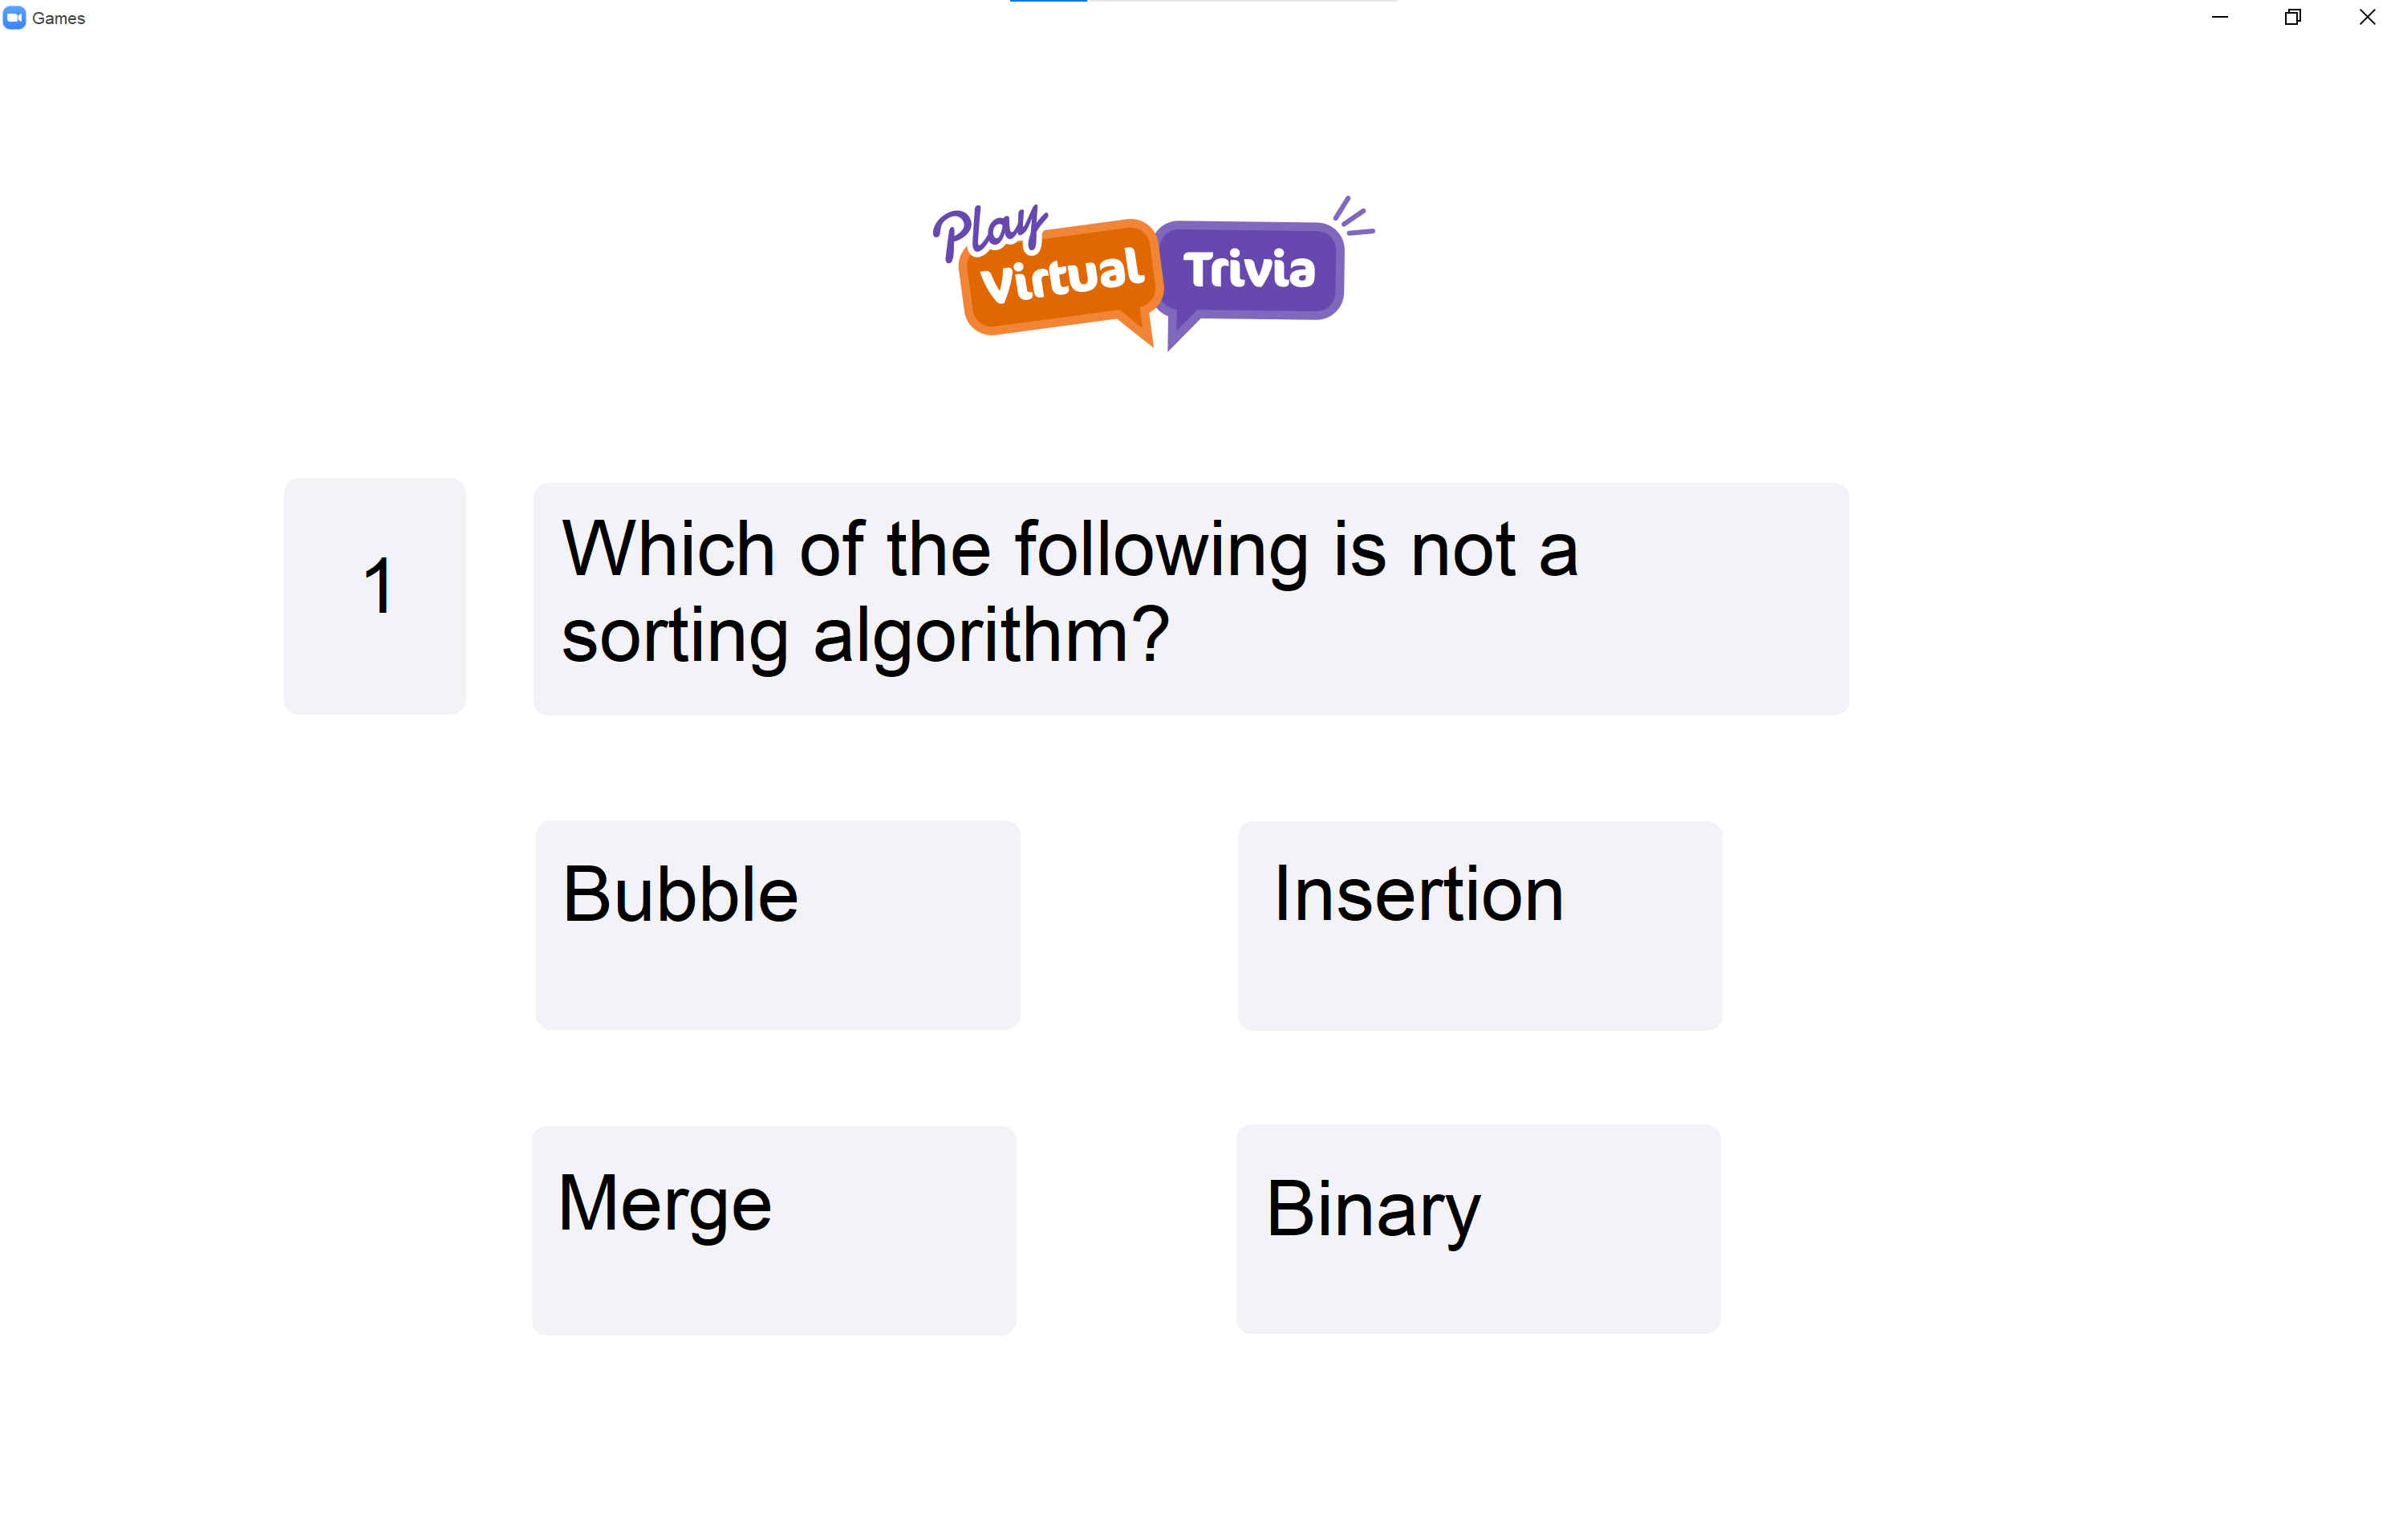 Games
Play
Virtual Trivia
1
Which of the following is not a
sorting algorithm?
Bubble
Insertion
Merge
Binary